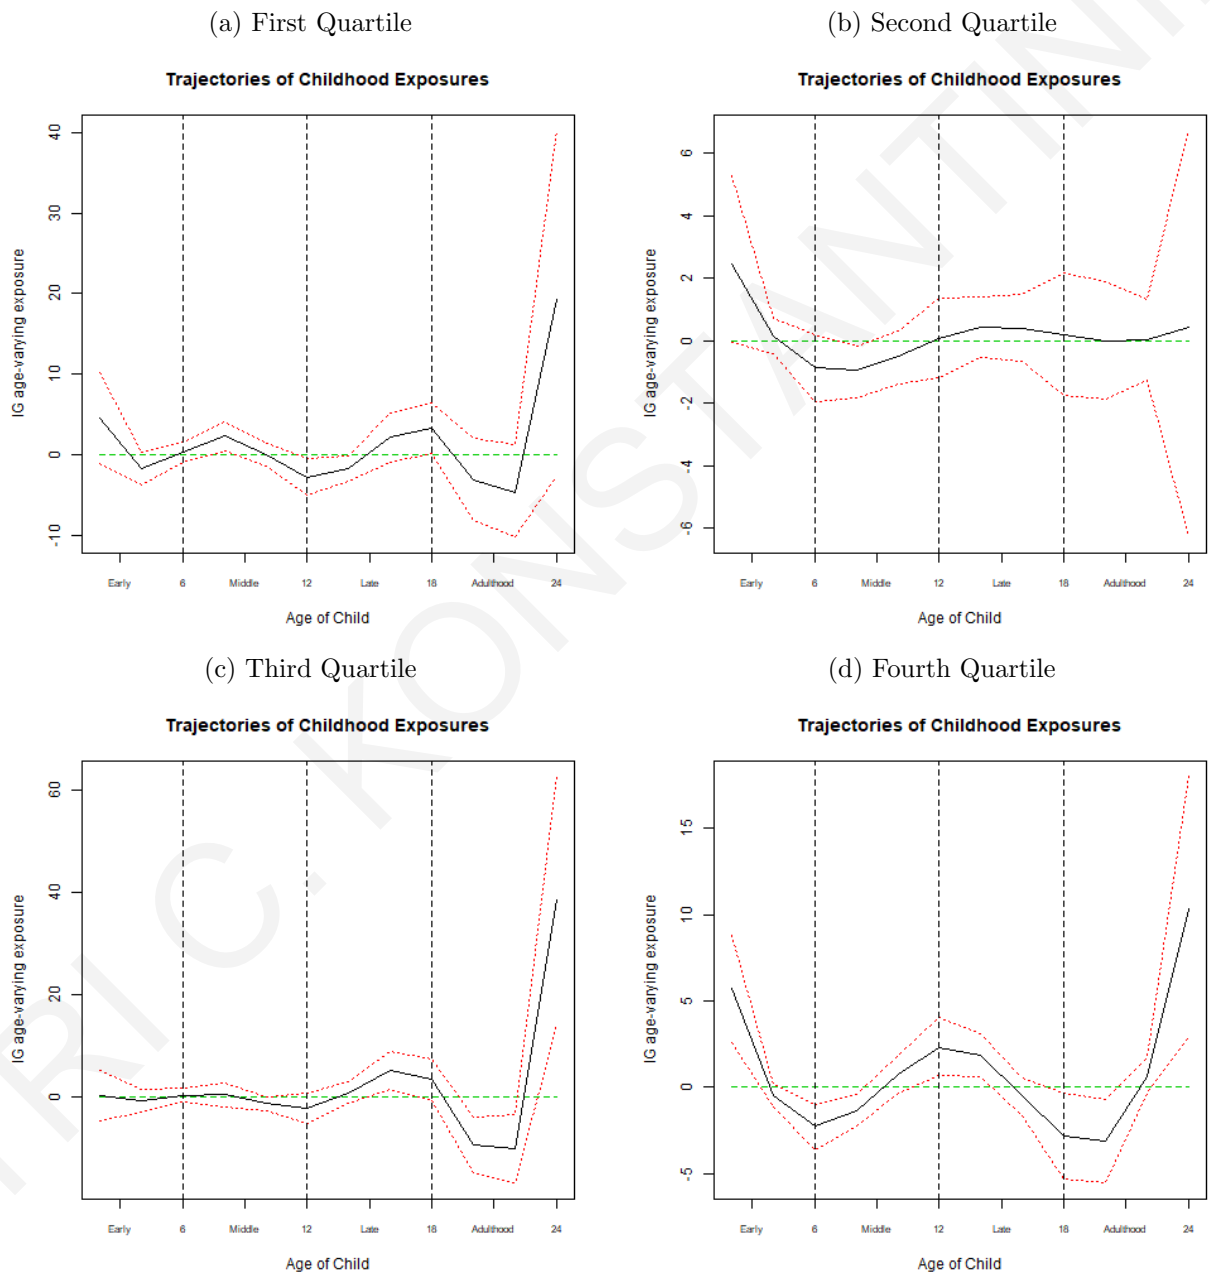 (a) First Quartile
Trajectories of Childhood Exposures
IG age-varying exposure
-10 0 10 20 30 40
Early 6 Middle 12 Late 18 Adulthood 24
Age of Child
(b) Second Quartile
Trajectories of Childhood Exposures
IG age-varying exposure
-6 -4 -2 0 2 4 6
Early 6 Middle 12 Late 18 Adulthood 24
Age of Child
(c) Third Quartile
Trajectories of Childhood Exposures
IG age-varying exposure
0 20 40 60
Early 6 Middle 12 Late 18 Adulthood 24
Age of Child
(d) Fourth Quartile
Trajectories of Childhood Exposures
IG age-varying exposure
-5 0 5 10 15
Early 6 Middle 12 Late 18 Adulthood 24
Age of Child
RI C. KONSTANTIN